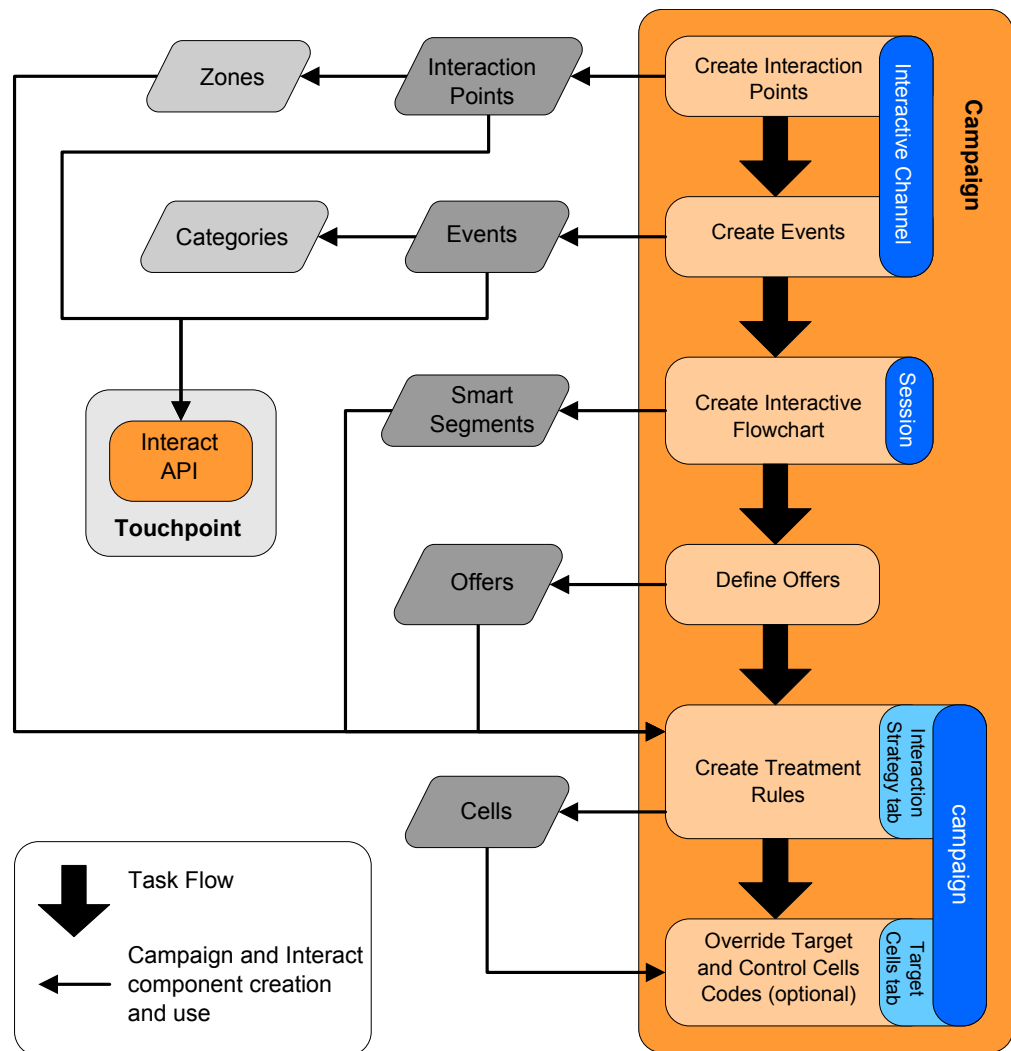 Zones
Interaction
Points
Create Interaction
Points
Interactive Channel
Campaign
Categories
Events
Create Events
Smart
Segments
Create Interactive
Flowchart
Session
Interact
API
Touchpoint
Offers
Define Offers
Create Treatment
Rules
Interaction
Strategy tab
campaign
Cells
Override Target
and Control Cells
Codes (optional)
Target
Cells tab
Task Flow
Campaign and Interact
component creation
and use